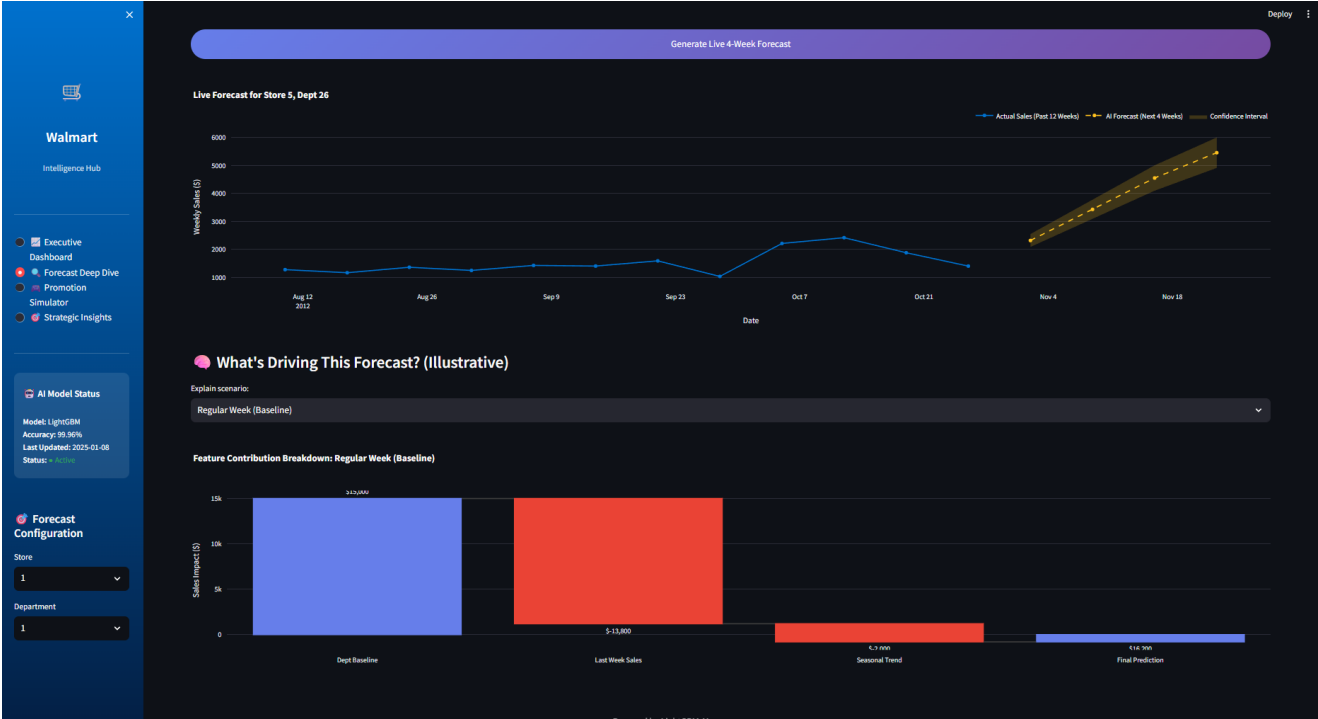 ×
Walmart
Intelligence Hub
Executive
Dashboard
Forecast Deep Dive
Promotion
Simulator
Strategic Insights
AI Model Status
Model: LightGBM
Accuracy: 99.96%
Last Updated: 2025-01-08
Status: • Active
Forecast
Configuration
Store
1
Department
1
Deploy
Generate Live 4-Week Forecast
Live Forecast for Store 5, Dept 26
Actual Sales (Past 12 Weeks) AI Forecast (Next 4 Weeks) Confidence Interval
Weekly Sales ($)
6000
5000
4000
3000
2000
1000
Aug 12 Aug 26 Sep 9 Sep 23 Oct 7 Oct 21 Nov 4 Nov 18
2012
Date
What's Driving This Forecast? (Illustrative)
Explain scenario:
Regular Week (Baseline)
Feature Contribution Breakdown: Regular Week (Baseline)
Sales Impact ($)
15k
10k
5k
0
$15,000
$-13,800
$-2,000
$16,200
Dept Baseline Last Week Sales Seasonal Trend Final Prediction